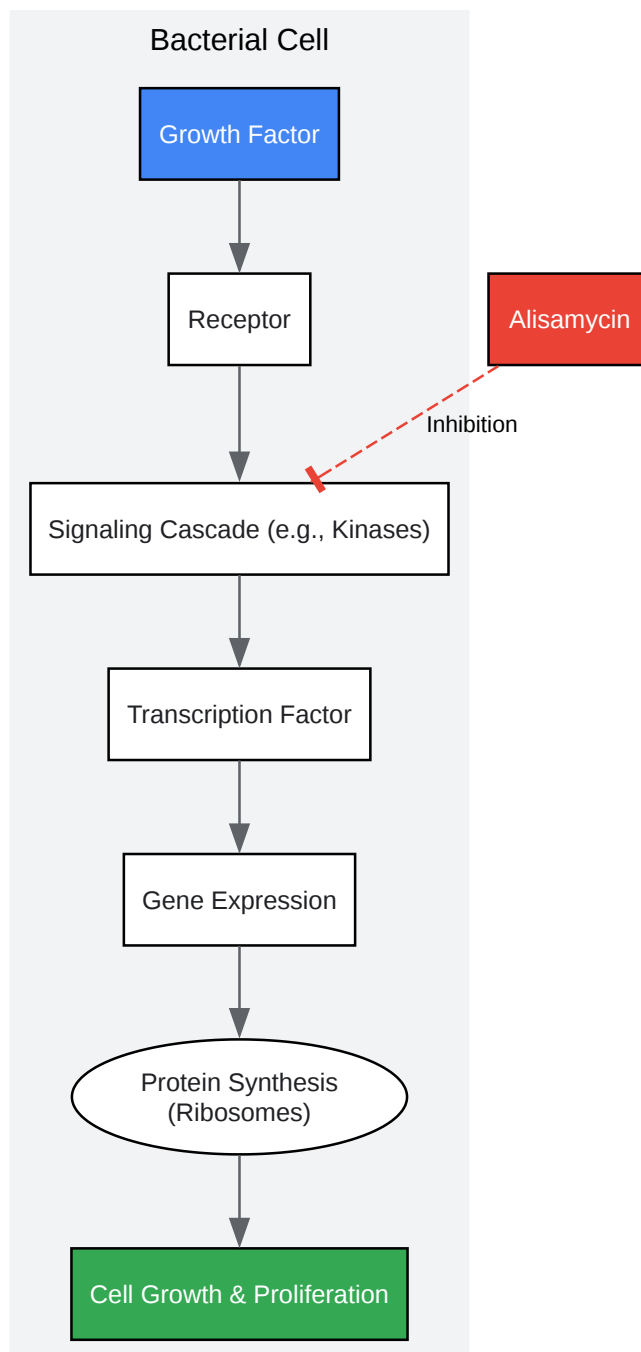 Bacterial Cell
Growth Factor
Receptor
Alisamycin
Inhibition
Signaling Cascade (e.g., Kinases)
Transcription Factor
Gene Expression
Protein Synthesis
(Ribosomes)
Cell Growth & Proliferation